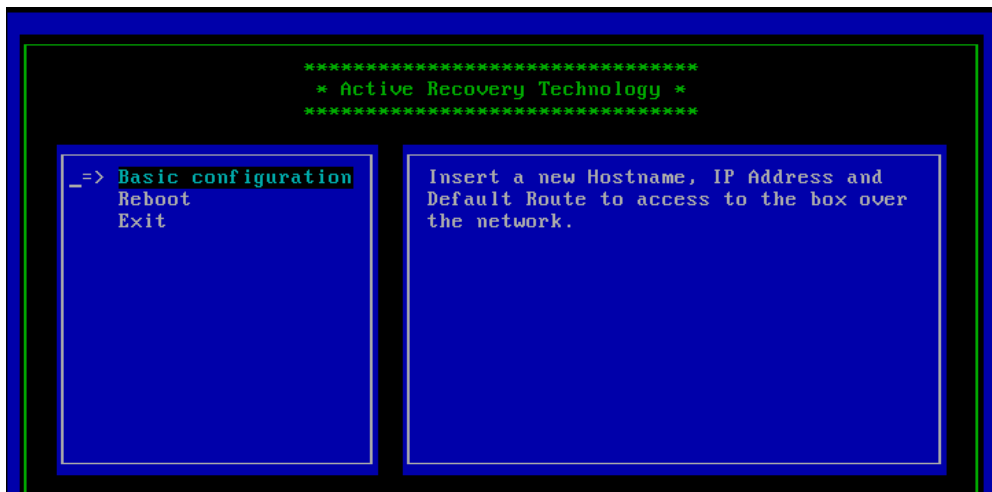 ********************************
* Active Recovery Technology *
********************************
_=> Basic configuration
Reboot
Exit
Insert a new Hostname, IP Address and
Default Route to access to the box over
the network.